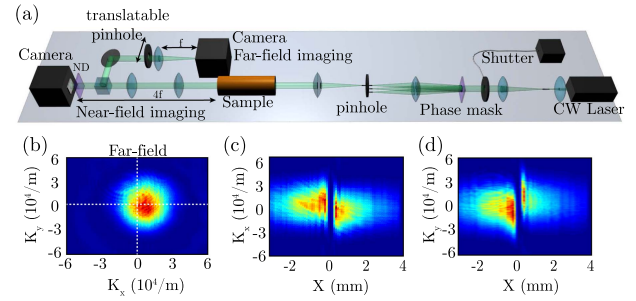 (a)
translatable
pinhole
Camera
ND
f
Camera
Far-field imaging
Shutter
4f
Near-field imaging
Sample
pinhole
Phase mask
CW Laser
(b)
Far-field
K_y (10^4/m)
6
3
0
-3
-6
-6 0 6
K_x (10^4/m)
(c)
K_x (10^4/m)
6
3
0
-3
-6
-2 0 2 4
X (mm)
(d)
K_y (10^4/m)
6
3
0
-3
-6
-2 0 2 4
X (mm)